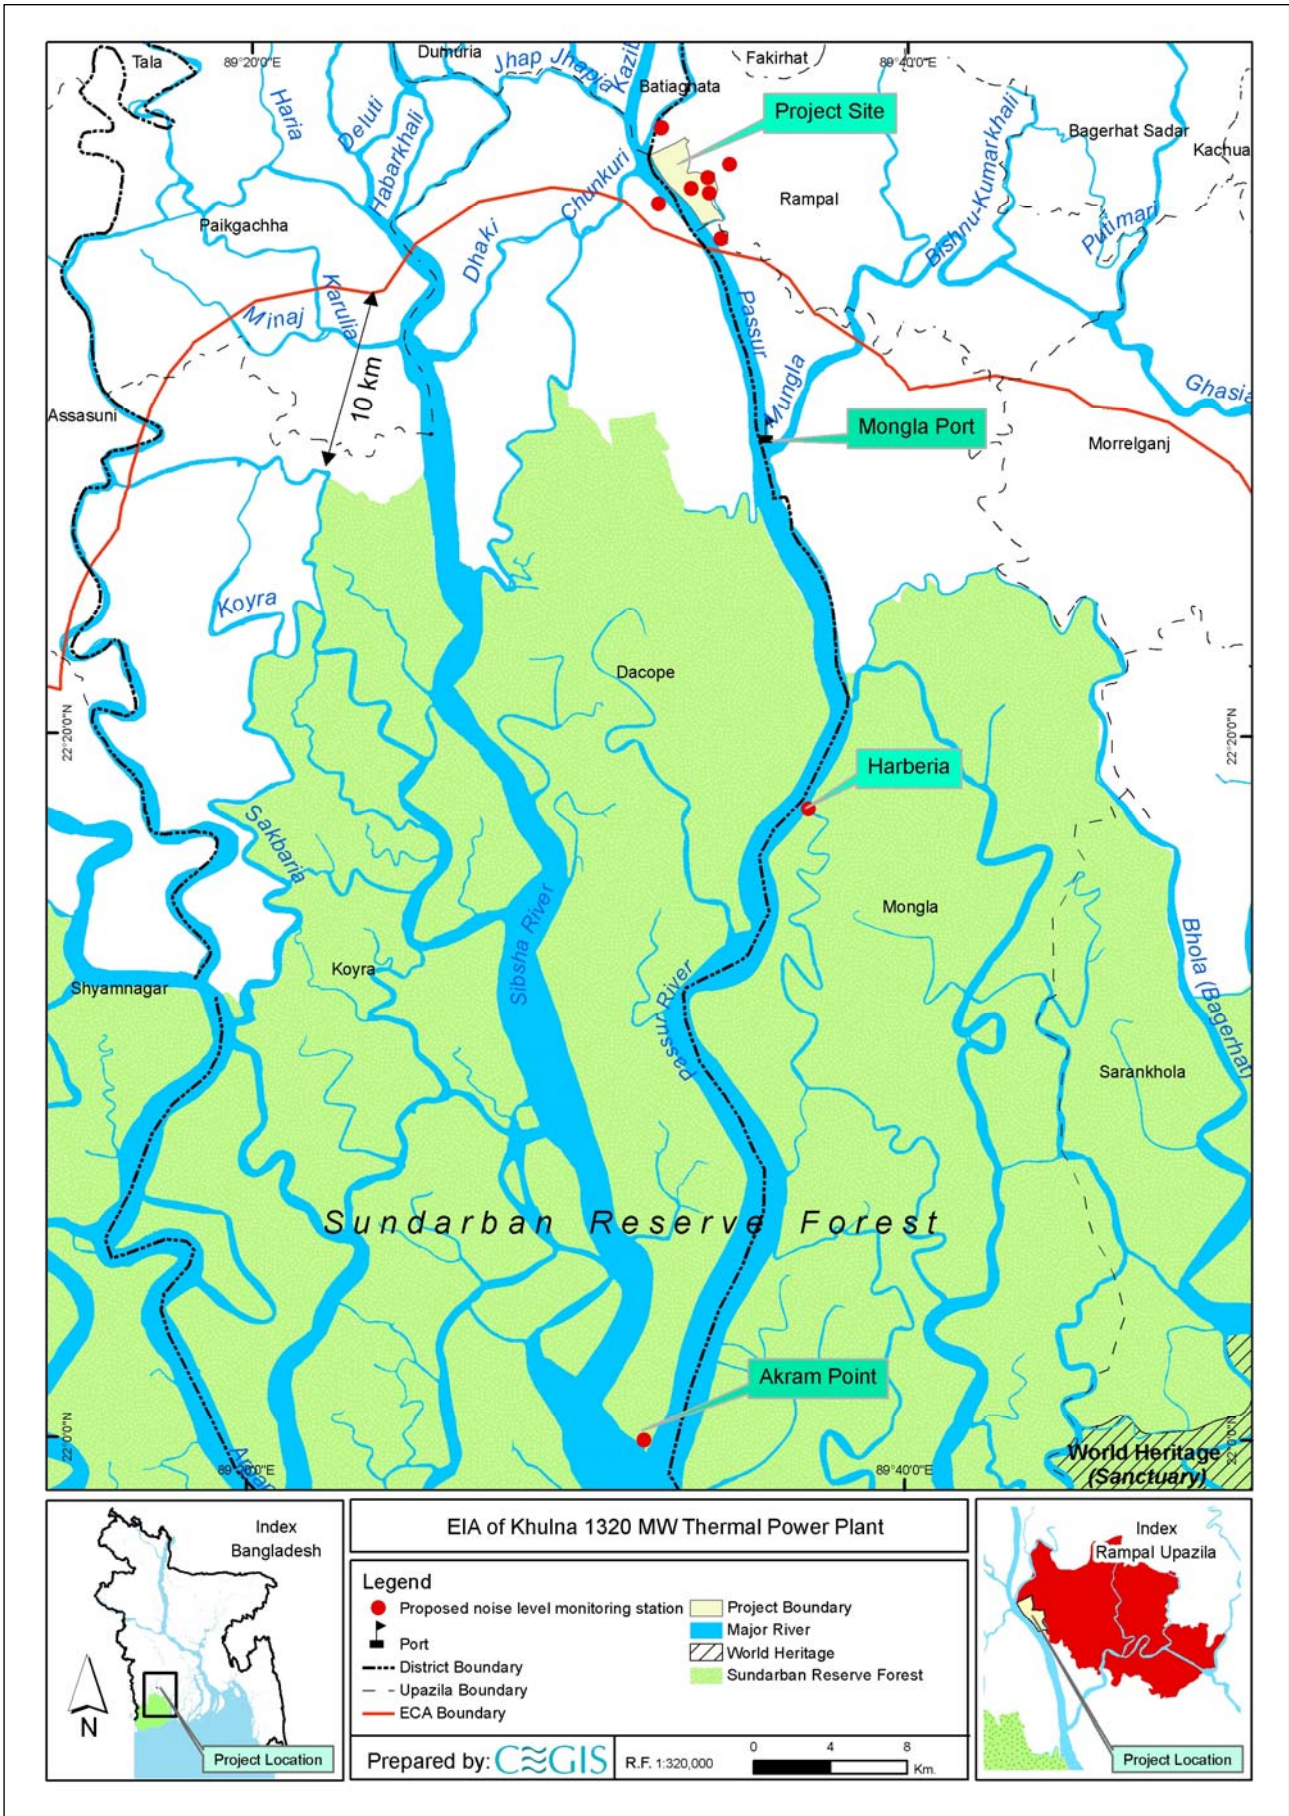 Tala
Dumuria
Jhap Jhapia
Kazib
Fakirhat
89°20'0"E
89°40'0"E
Batiaghata
Haria
Deluti
Habarkhali
Project Site
Bishnu-Kumarkhali
Bagerhat Sadar
Kachua
Chunkuri
Rampal
Paikgachha
Dhaki
Putimari
Karulia
Minaj
Passur
10 km
Mungla
Ghasia
Assasuni
Mongla Port
Morrelganj
Koyra
Dacope
22°20'0"N
22°20'0"N
Harberia
Sakbaria
Mongla
Sibsha River
Bhola (Bagerhat)
Koyra
Shyamnagar
Passur River
Sarankhola
Sundarban Reserve Forest
Akram Point
22°0'0"N
22°0'0"N
World Heritage
(Sanctuary)
89°20'0"E
89°40'0"E
Index
Bangladesh
N
Project Location
EIA of Khulna 1320 MW Thermal Power Plant
Legend
Proposed noise level monitoring station
Port
District Boundary
Upazila Boundary
ECA Boundary
Project Boundary
Major River
World Heritage
Sundarban Reserve Forest
Prepared by: CEGIS
R.F. 1:320,000
0 4 8
Km.
Index
Rampal Upazila
Project Location